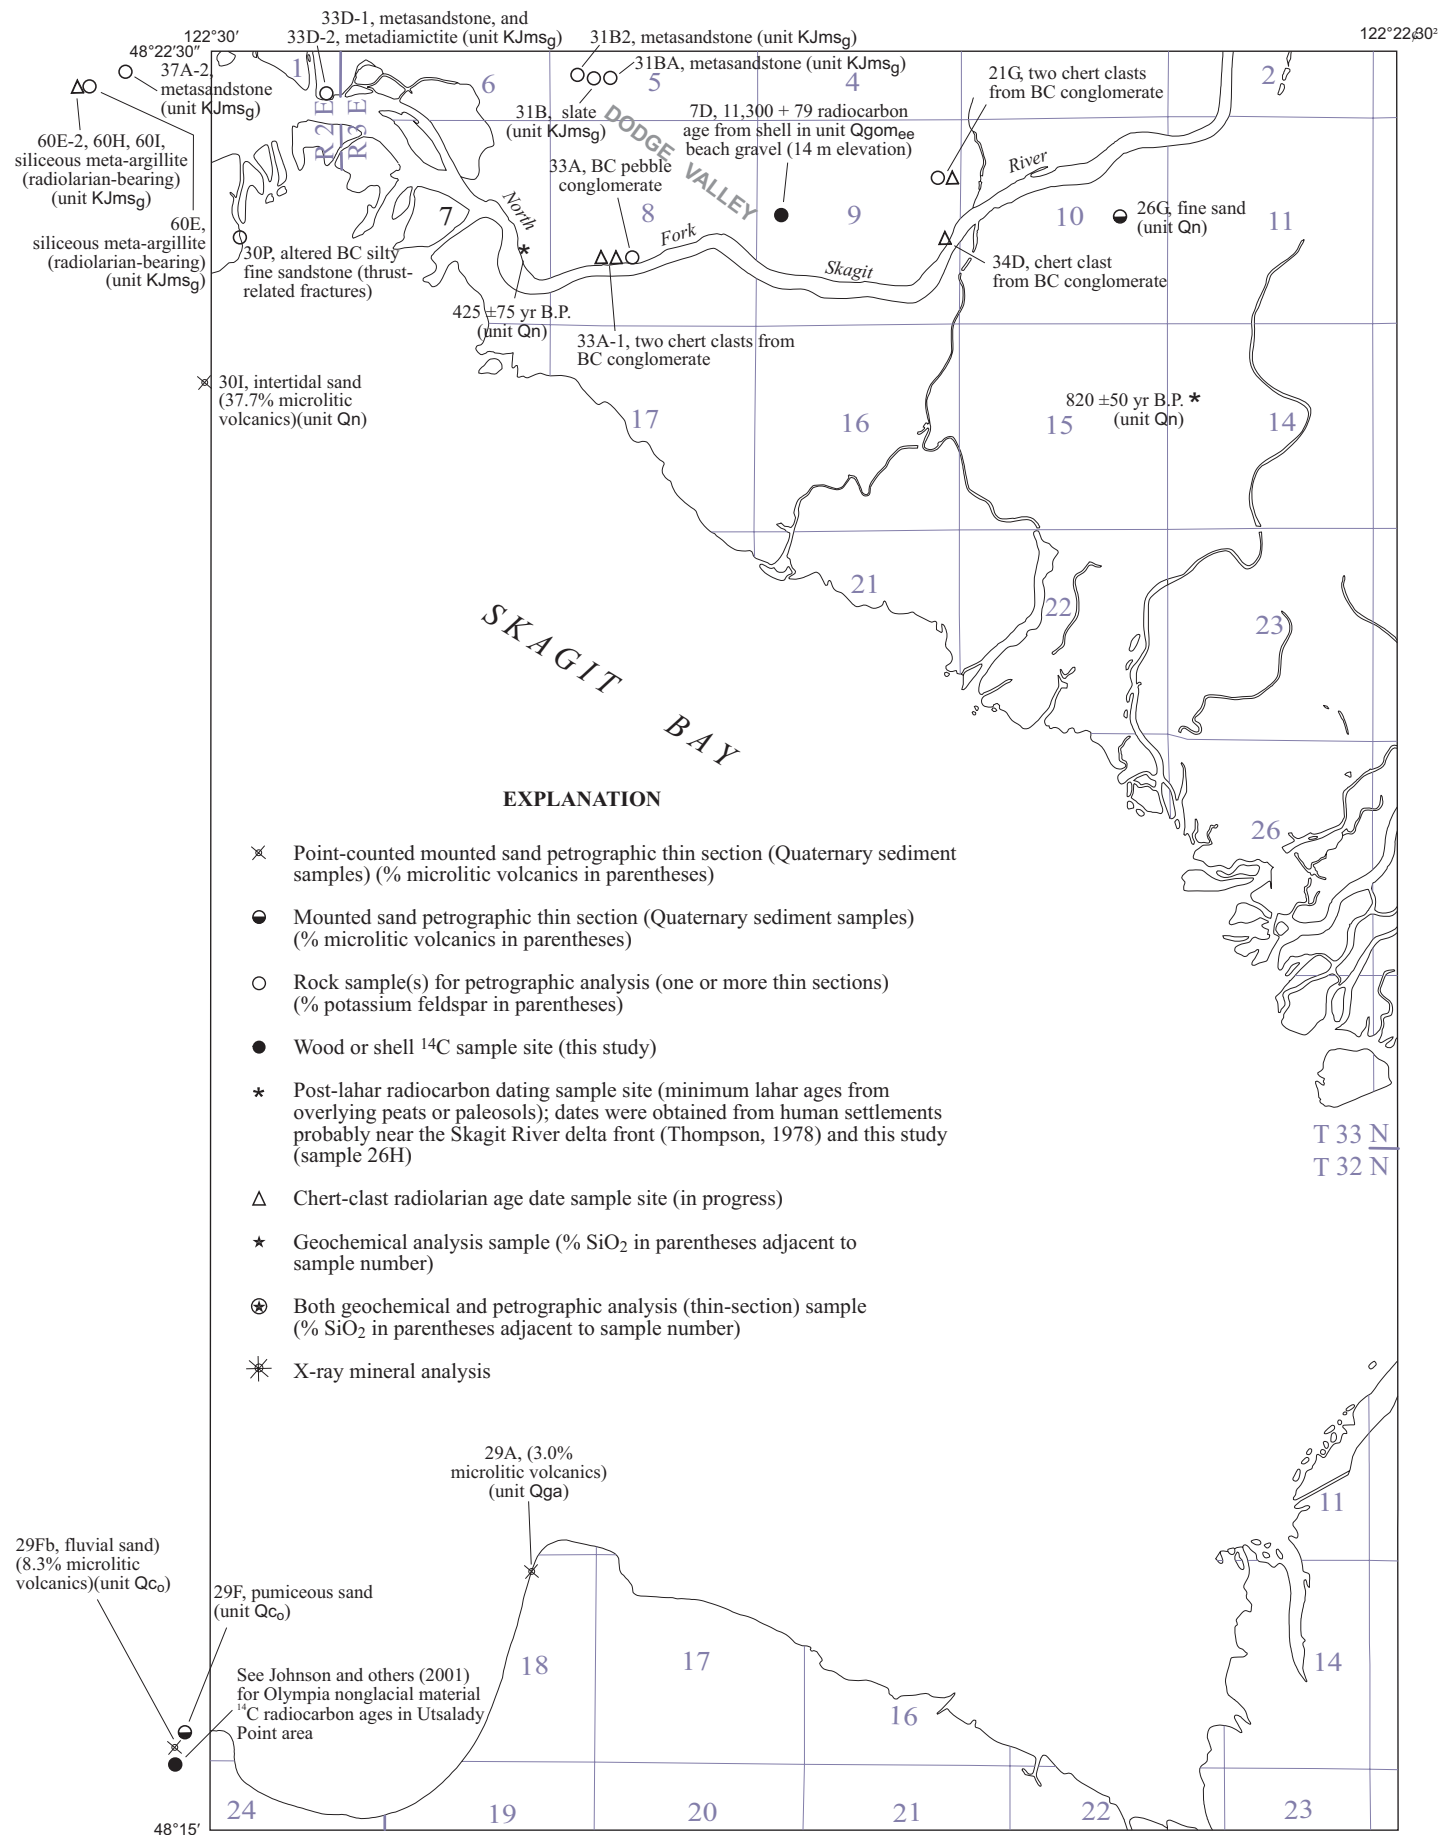 122°30′
48°22′30″
122°22′30″
33D-1, metasandstone, and
33D-2, metadiamictite (unit KJmsg)
31B2, metasandstone (unit KJmsg)
31BA, metasandstone (unit KJmsg)
37A-2,
metasandstone
(unit KJmsg)
1
6
5
4
2
21G, two chert clasts
from BC conglomerate
31B, slate
(unit KJmsg)
R 2 E
R 3 E
DODGE VALLEY
7D, 11,300 + 79 radiocarbon
age from shell in unit Qgomee
beach gravel (14 m elevation)
60E-2, 60H, 60I,
siliceous meta-argillite
(radiolarian-bearing)
(unit KJmsg)
33A, BC pebble
conglomerate
60E,
siliceous meta-argillite
(radiolarian-bearing)
(unit KJmsg)
7
North
8
Fork
9
Skagit
River
10
26G, fine sand
(unit Qn)
11
30P, altered BC silty
fine sandstone (thrust-
related fractures)
34D, chert clast
from BC conglomerate
425 ±75 yr B.P.
(unit Qn)
33A-1, two chert clasts from
BC conglomerate
30I, intertidal sand
(37.7% microlitic
volcanics)(unit Qn)
17
16
820 ±50 yr B.P. *
(unit Qn)
15
14
21
22
23
SKAGIT BAY
26
EXPLANATION
Point-counted mounted sand petrographic thin section (Quaternary sediment
samples) (% microlitic volcanics in parentheses)
Mounted sand petrographic thin section (Quaternary sediment samples)
(% microlitic volcanics in parentheses)
Rock sample(s) for petrographic analysis (one or more thin sections)
(% potassium feldspar in parentheses)
Wood or shell 14C sample site (this study)
* Post-lahar radiocarbon dating sample site (minimum lahar ages from
overlying peats or paleosols); dates were obtained from human settlements
probably near the Skagit River delta front (Thompson, 1978) and this study
(sample 26H)
Chert-clast radiolarian age date sample site (in progress)
Geochemical analysis sample (% SiO2 in parentheses adjacent to
sample number)
Both geochemical and petrographic analysis (thin-section) sample
(% SiO2 in parentheses adjacent to sample number)
X-ray mineral analysis
T 33 N
T 32 N
29A, (3.0%
microlitic volcanics)
(unit Qga)
11
29Fb, fluvial sand)
(8.3% microlitic
volcanics)(unit Qco)
29F, pumiceous sand
(unit Qco)
18
17
14
See Johnson and others (2001)
for Olympia nonglacial material
14C radiocarbon ages in Utsalady
Point area
16
24
19
20
21
22
23
48°15′